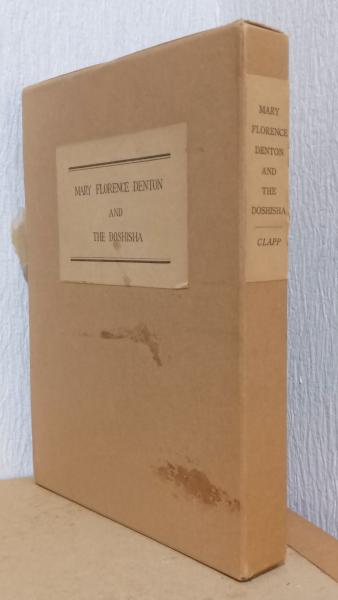 MARY FLORENCE DENTON
AND
THE DOSHISHA
MARY
FLORENCE
DENTON
AND
THE
DOSHISHA
CLAPP